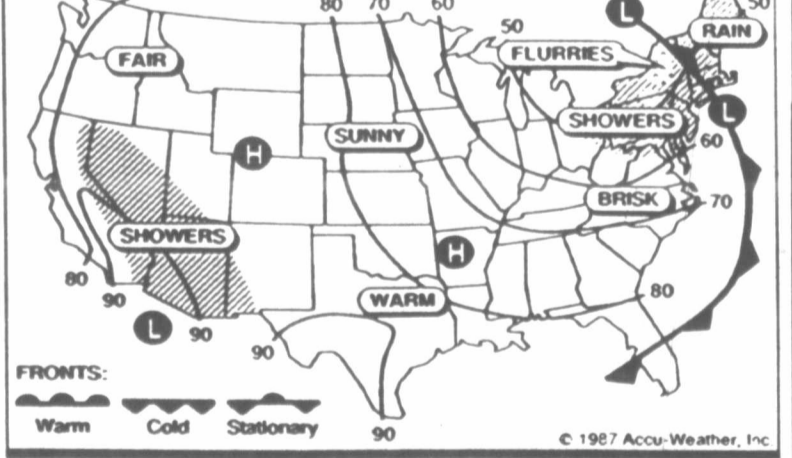 80 70 60 50
L
50
RAIN
FLURRIES
FAIR
L
SHOWERS
SUNNY
60
H
BRISK
70
SHOWERS
H
80
90
80
WARM
L
90
90
FRONTS:
Warm Cold Stationary
90
© 1987 Accu-Weather, Inc.